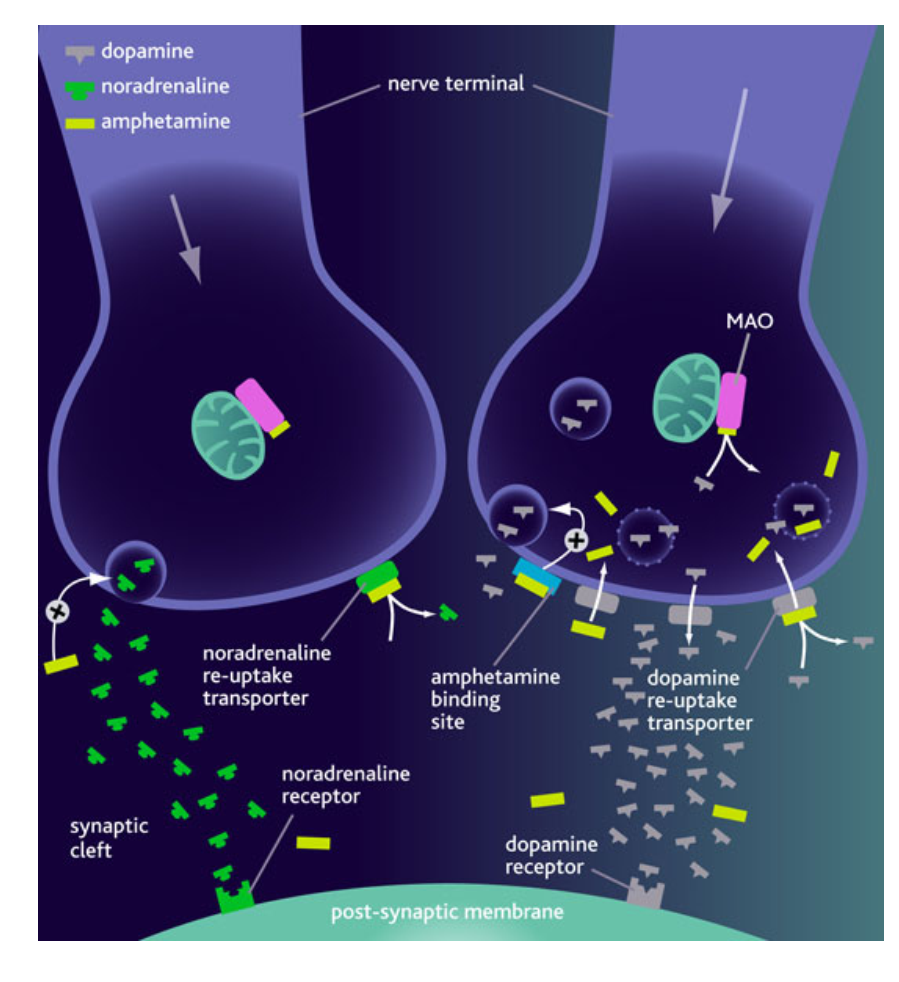 dopamine
noradrenaline
amphetamine
nerve terminal
MAO
noradrenaline
re-uptake
transporter
amphetamine
binding
site
dopamine
re-uptake
transporter
noradrenaline
receptor
synaptic
cleft
dopamine
receptor
post-synaptic membrane